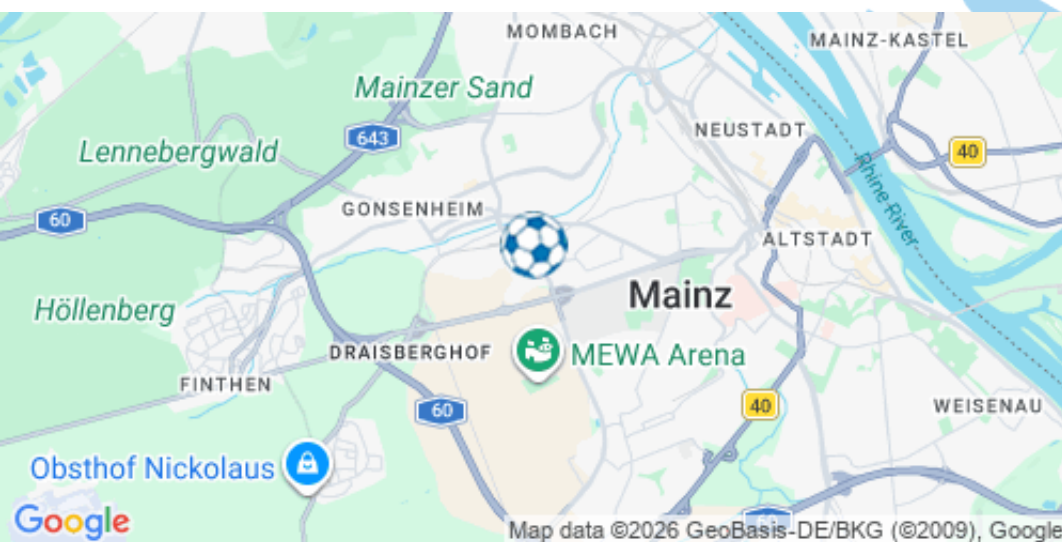 MOMBACH
MAINZ-KASTEL
Mainzer Sand
643
NEUSTADT
Lennebergwald
40
Rhine River
60
GONSENHEIM
ALTSTADT
Höllenberg
Mainz
DRAISBERGHOF
MEWA Arena
FINTHEN
60
40
WEISENAU
Obsthof Nickolaus
60
Google
Map data ©2026 GeoBasis-DE/BKG (©2009), Google